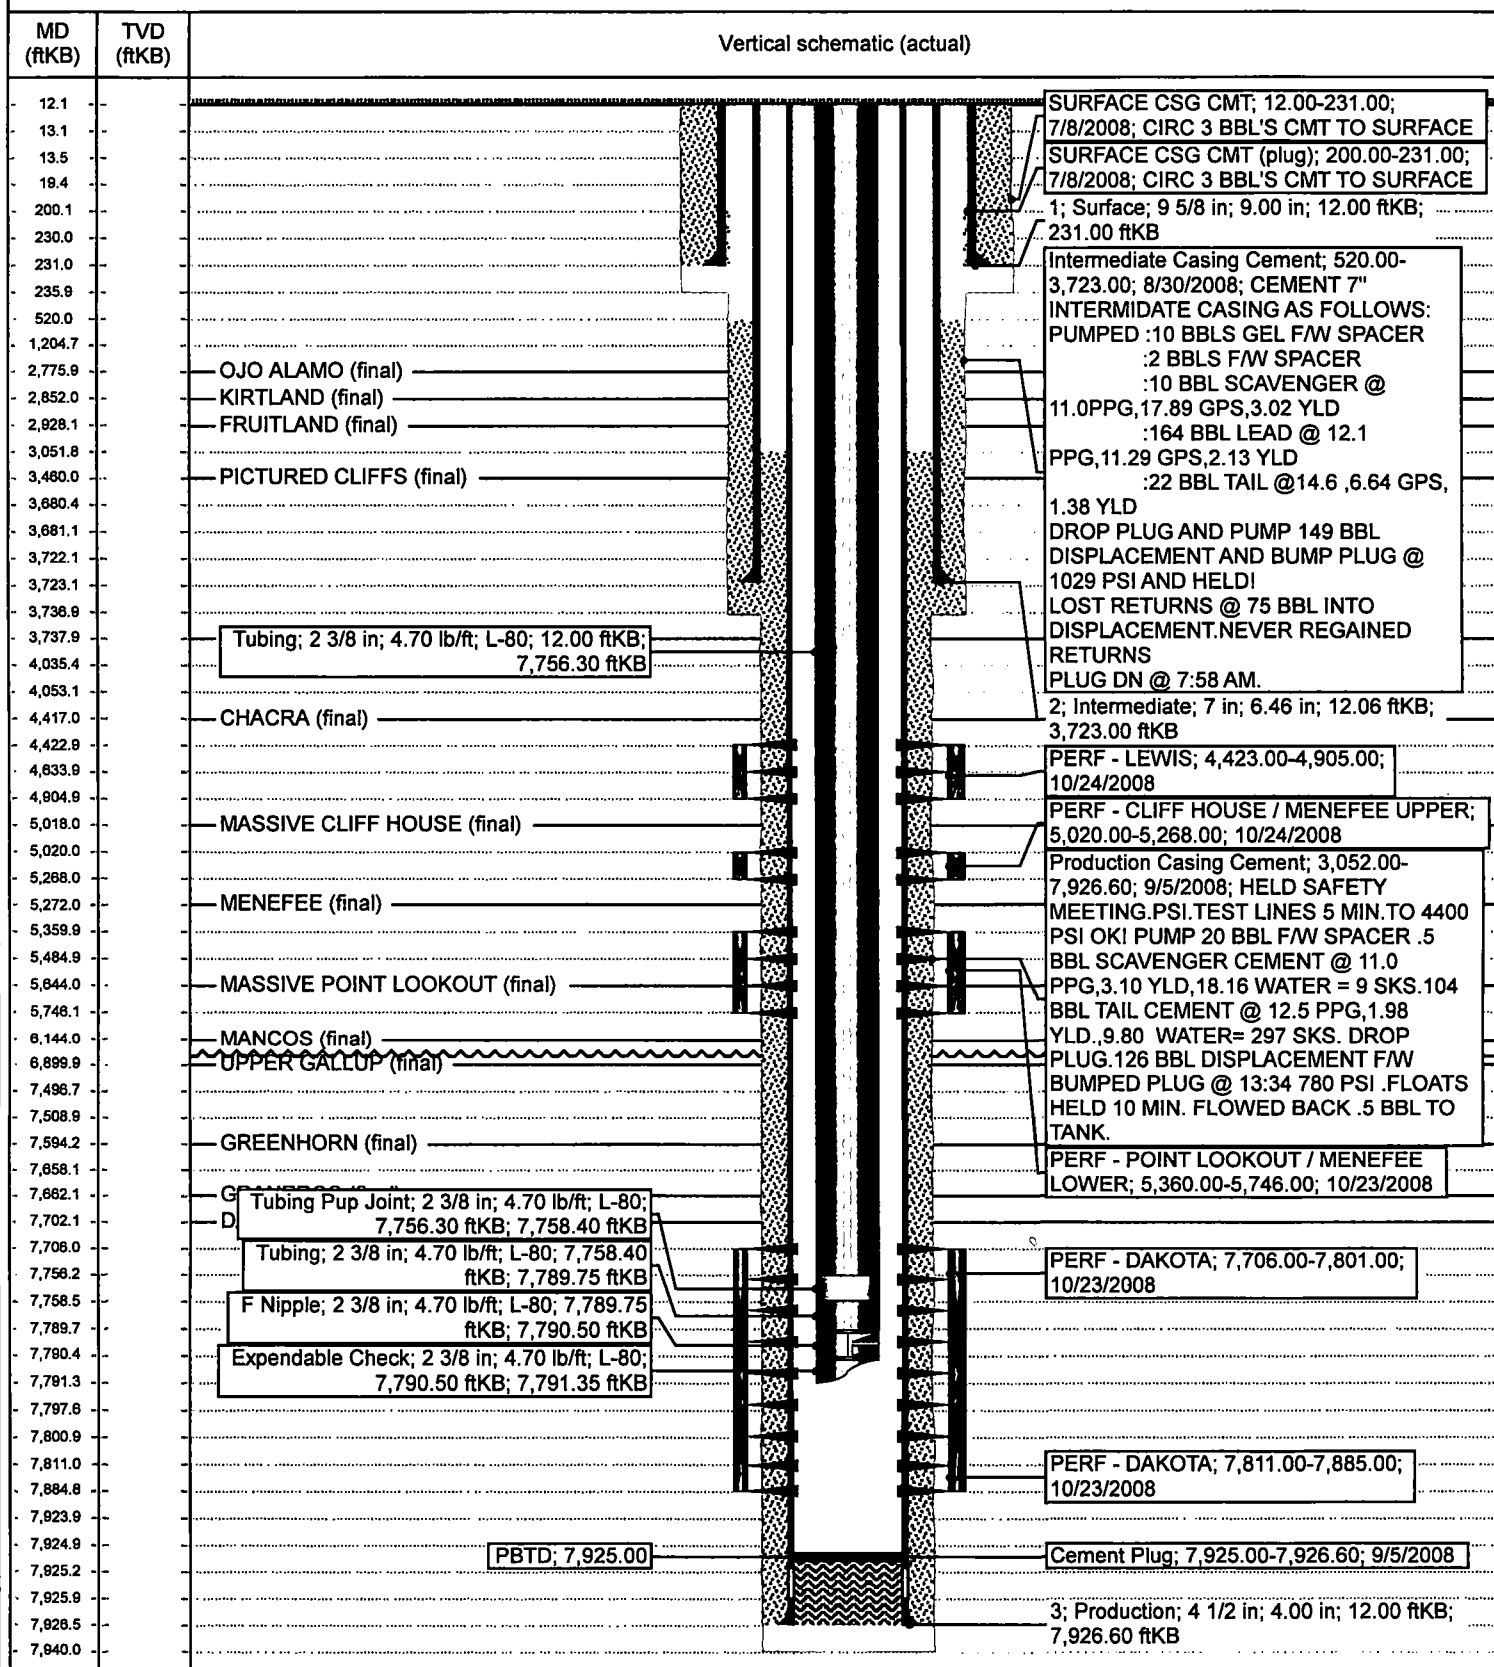 MD (ftKB)
TVD (ftKB)
Vertical schematic (actual)
12.1
13.1
13.5
19.4
200.1
230.0
231.0
235.9
520.0
1,204.7
2,775.9
2,852.0
2,928.1
3,051.8
3,460.0
3,680.4
3,681.1
3,722.1
3,723.1
3,736.9
3,737.9
4,035.4
4,053.1
4,417.0
4,422.9
4,633.9
4,904.9
5,018.0
5,020.0
5,268.0
5,272.0
5,359.9
5,484.9
5,644.0
5,746.1
6,144.0
6,899.9
7,496.7
7,508.9
7,594.2
7,658.1
7,662.1
7,702.1
7,706.0
7,756.2
7,758.5
7,789.7
7,790.4
7,791.3
7,797.6
7,800.9
7,811.0
7,884.8
7,923.9
7,924.9
7,925.2
7,925.9
7,926.5
7,940.0
OJO ALAMO (final)
KIRTLAND (final)
FRUITLAND (final)
PICTURED CLIFFS (final)
Tubing; 2 3/8 in; 4.70 lb/ft; L-80; 12.00 ftKB;
7,756.30 ftKB
CHACRA (final)
MASSIVE CLIFF HOUSE (final)
MENEFEE (final)
MASSIVE POINT LOOKOUT (final)
MANCOS (final)
UPPER GALLUP (final)
GREENHORN (final)
Tubing Pup Joint; 2 3/8 in; 4.70 lb/ft; L-80;
7,756.30 ftKB; 7,758.40 ftKB
Tubing; 2 3/8 in; 4.70 lb/ft; L-80; 7,758.40
ftKB; 7,789.75 ftKB
F Nipple; 2 3/8 in; 4.70 lb/ft; L-80; 7,789.75
ftKB; 7,790.50 ftKB
Expendable Check; 2 3/8 in; 4.70 lb/ft; L-80;
7,790.50 ftKB; 7,791.35 ftKB
PBTD; 7,925.00
SURFACE CSG CMT; 12.00-231.00;
7/8/2008; CIRC 3 BBL'S CMT TO SURFACE
SURFACE CSG CMT (plug); 200.00-231.00;
7/8/2008; CIRC 3 BBL'S CMT TO SURFACE
1; Surface; 9 5/8 in; 9.00 in; 12.00 ftKB;
231.00 ftKB
Intermediate Casing Cement; 520.00-
3,723.00; 8/30/2008; CEMENT 7"
INTERMIDATE CASING AS FOLLOWS:
PUMPED :10 BBLS GEL F/W SPACER
:2 BBLS F/W SPACER
:10 BBL SCAVENGER @
11.0PPG,17.89 GPS,3.02 YLD
:164 BBL LEAD @ 12.1
PPG,11.29 GPS,2.13 YLD
:22 BBL TAIL @14.6 ,6.64 GPS,
1.38 YLD
DROP PLUG AND PUMP 149 BBL
DISPLACEMENT AND BUMP PLUG @
1029 PSI AND HELD!
LOST RETURNS @ 75 BBL INTO
DISPLACEMENT.NEVER REGAINED
RETURNS
PLUG DN @ 7:58 AM.
2; Intermediate; 7 in; 6.46 in; 12.06 ftKB;
3,723.00 ftKB
PERF - LEWIS; 4,423.00-4,905.00;
10/24/2008
PERF - CLIFF HOUSE / MENEFEE UPPER;
5,020.00-5,268.00; 10/24/2008
Production Casing Cement; 3,052.00-
7,926.60; 9/5/2008; HELD SAFETY
MEETING.PSI.TEST LINES 5 MIN.TO 4400
PSI OK! PUMP 20 BBL F/W SPACER .5
BBL SCAVENGER CEMENT @ 11.0
PPG,3.10 YLD,18.16 WATER = 9 SKS.104
BBL TAIL CEMENT @ 12.5 PPG,1.98
YLD.,9.80 WATER= 297 SKS. DROP
PLUG.126 BBL DISPLACEMENT F/W
BUMPED PLUG @ 13:34 780 PSI .FLOATS
HELD 10 MIN. FLOWED BACK .5 BBL TO
TANK.
PERF - POINT LOOKOUT / MENEFEE
LOWER; 5,360.00-5,746.00; 10/23/2008
PERF - DAKOTA; 7,706.00-7,801.00;
10/23/2008
PERF - DAKOTA; 7,811.00-7,885.00;
10/23/2008
Cement Plug; 7,925.00-7,926.60; 9/5/2008
3; Production; 4 1/2 in; 4.00 in; 12.00 ftKB;
7,926.60 ftKB